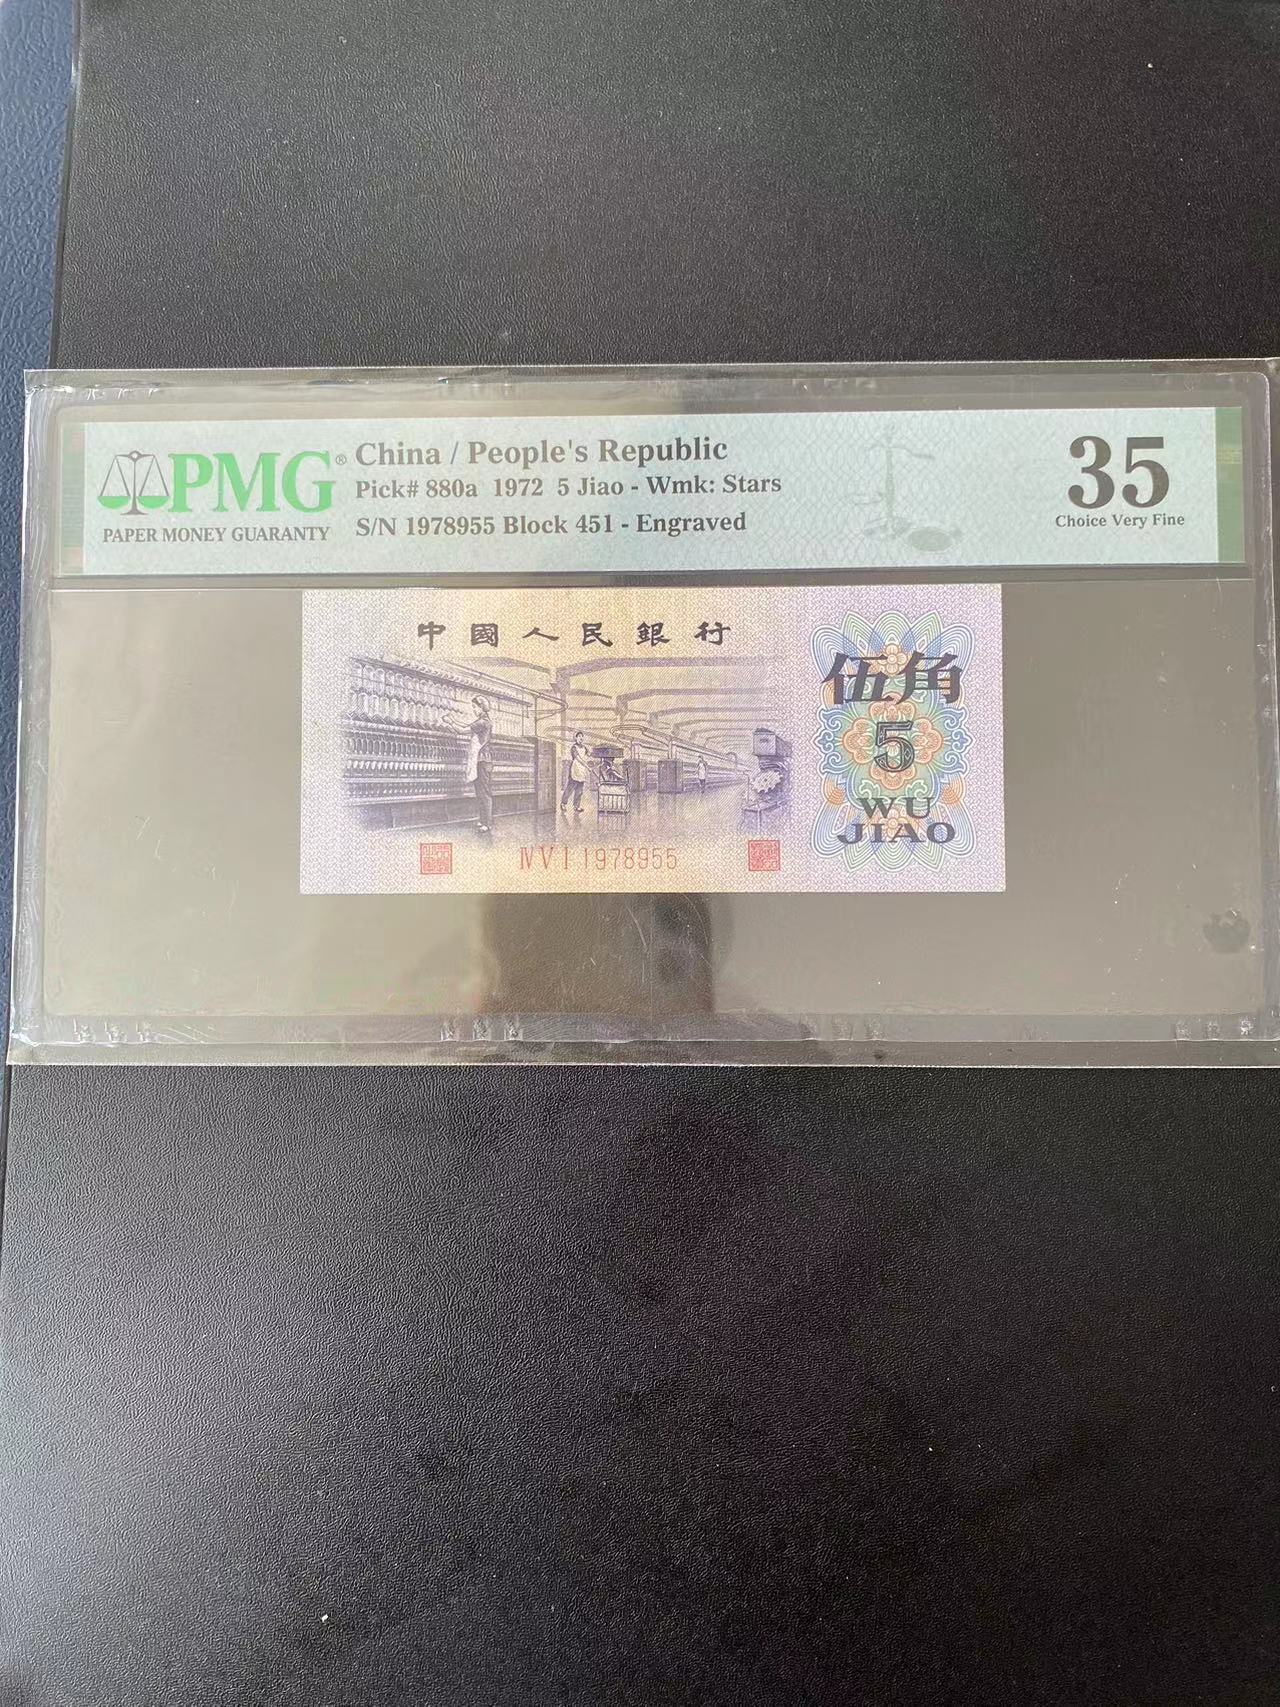 PMG®
PAPER MONEY GUARANTY
China / People's Republic
Pick# 880a 1972 5 Jiao - Wmk: Stars
S/N 1978955 Block 451 - Engraved
35
Choice Very Fine
中國人民銀行
伍角
5
WU
JIAO
Ⅳ Ⅴ Ⅰ 1978955